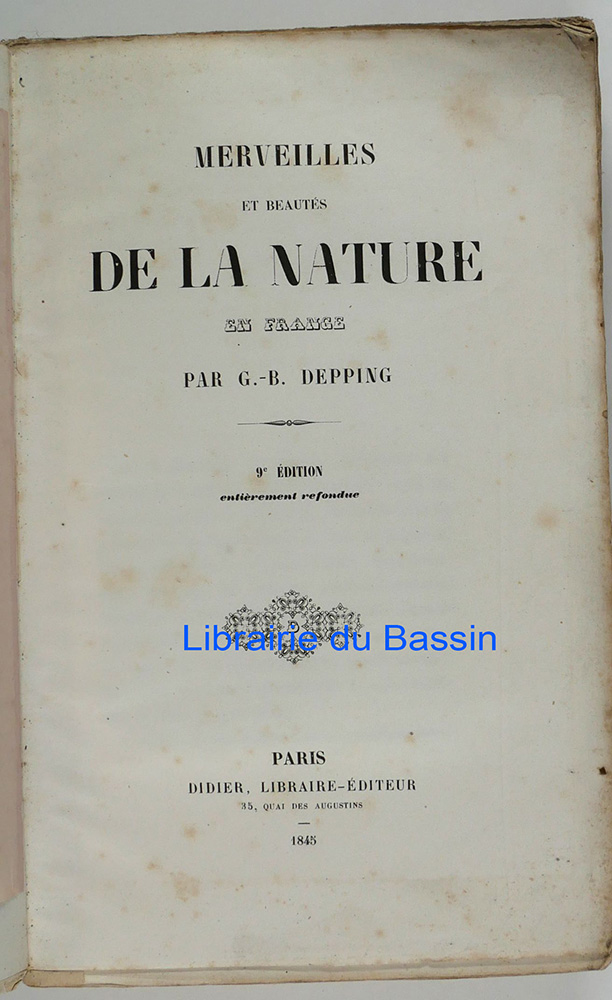 MERVEILLES
ET BEAUTÉS
DE LA NATURE
EN FRANCE
PAR G.-B. DEPPING
9e ÉDITION
entièrement refondue
D
Librairie du Bassin
PARIS
DIDIER, LIBRAIRE-ÉDITEUR
35, QUAI DES AUGUSTINS
1845